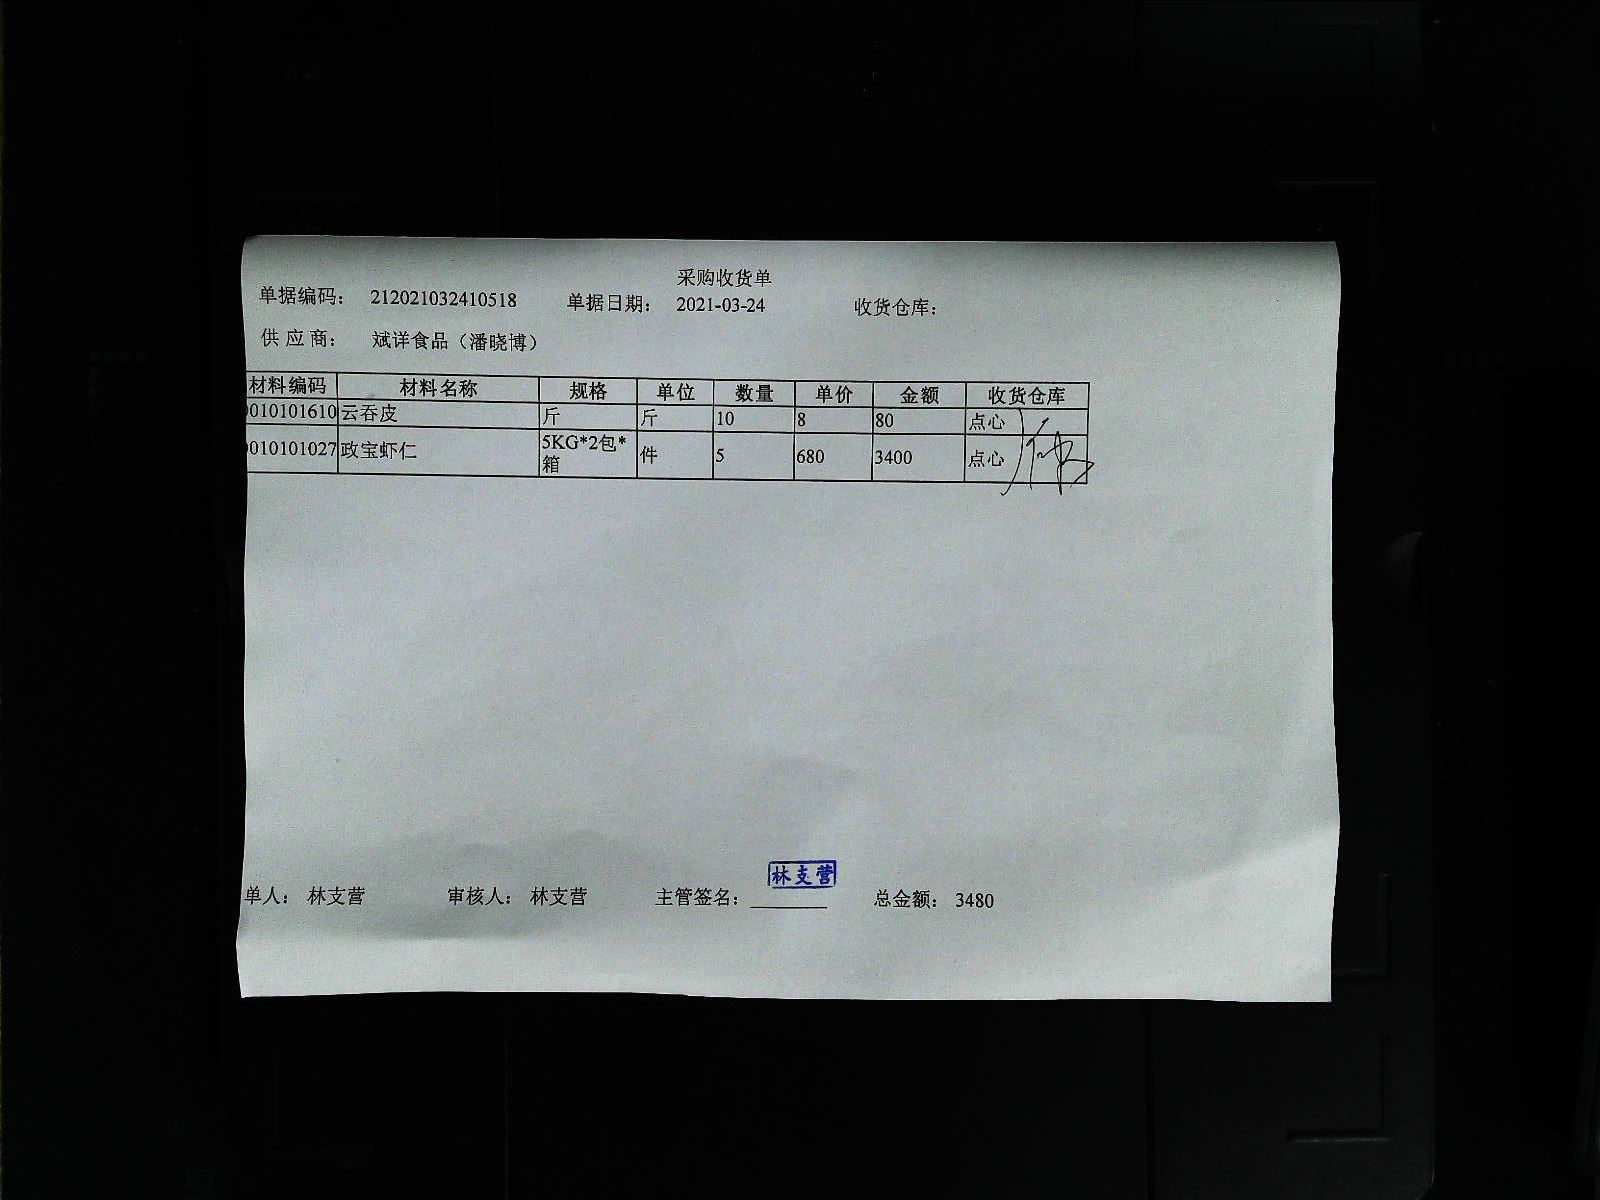 采购收货单
单据编码： 212021032410518 单据日期： 2021-03-24 收货仓库：
供 应 商： 斌详食品（潘晓博）
材料编码 材料名称 规格 单位 数量 单价 金额 收货仓库
0010101610 云吞皮 斤 斤 10 8 80 点心
0010101027 政宝虾仁 5KG*2包*箱 件 5 680 3400 点心
林支营
单人： 林支营 审核人： 林支营 主管签名： 总金额： 3480